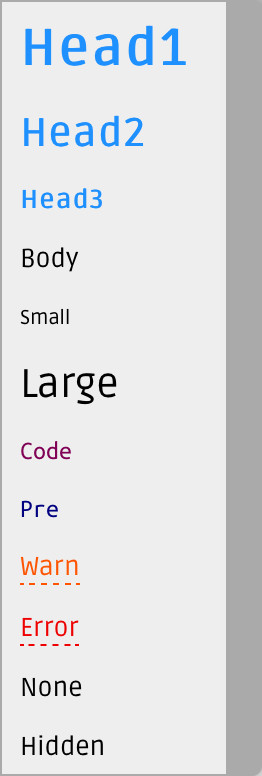 Head1
Head2
Head3
Body
Small
Large
Code
Pre
Warn
Error
None
Hidden